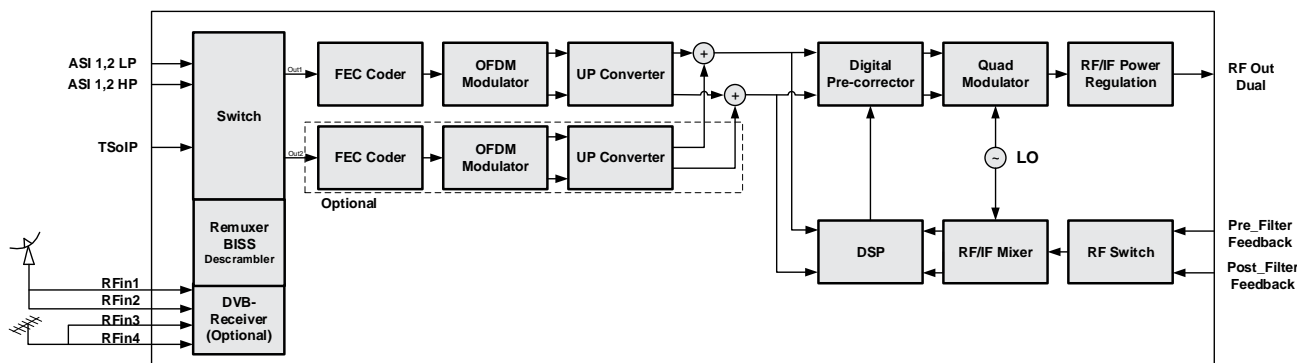 ASI 1,2 LP
ASI 1,2 HP
TSoIP
Switch
Out1
Out2
FEC Coder
OFDM
Modulator
UP Converter
+
+
FEC Coder
OFDM
Modulator
UP Converter
Optional
Digital
Pre-corrector
Quad
Modulator
RF/IF Power
Regulation
RF Out
Dual
~
LO
Remuxer
BISS
Descrambler
DSP
RF/IF Mixer
RF Switch
Pre_Filter
Feedback
Post_Filter
Feedback
RFin1
RFin2
RFin3
RFin4
DVB-
Receiver
(Optional)